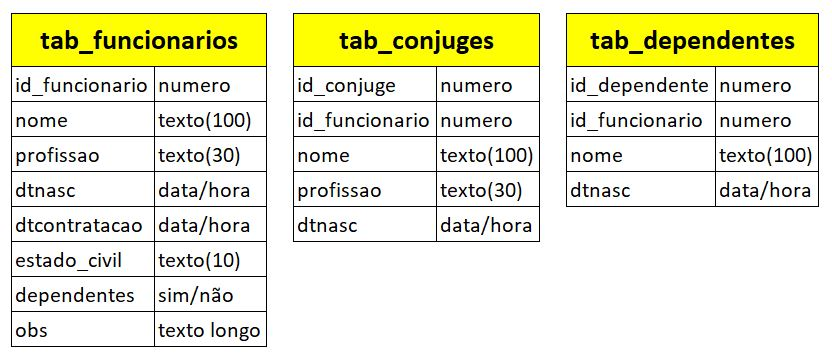 tab_funcionarios
id_funcionario numero
nome texto(100)
profissao texto(30)
dtnasc data/hora
dtcontratacao data/hora
estado_civil texto(10)
dependentes sim/não
obs texto longo
tab_conjuges
id_conjuge numero
id_funcionario numero
nome texto(100)
profissao texto(30)
dtnasc data/hora
tab_dependentes
id_dependente numero
id_funcionario numero
nome texto(100)
dtnasc data/hora